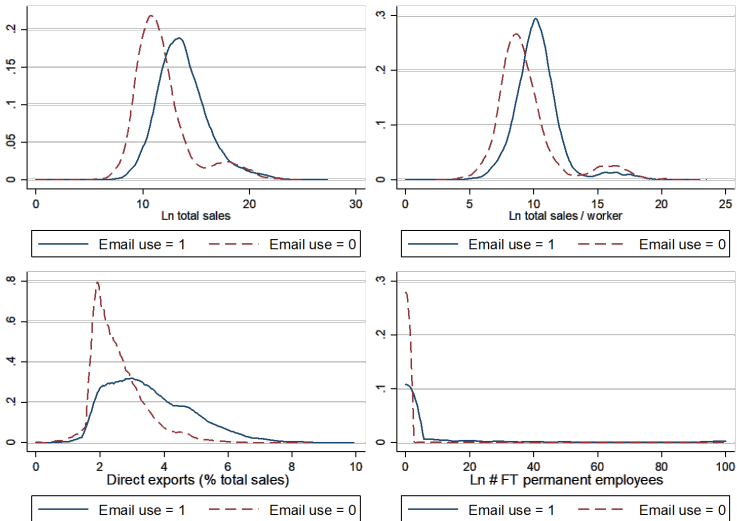 .2
.15
.1
.05
0
0 10 20 30
Ln total sales
Email use = 1 Email use = 0
.3
.2
.1
0
0 5 10 15 20 25
Ln total sales / worker
Email use = 1 Email use = 0
.8
.6
.4
.2
0
0 2 4 6 8 10
Direct exports (% total sales)
Email use = 1 Email use = 0
.3
.2
.1
0
0 20 40 60 80 100
Ln # FT permanent employees
Email use = 1 Email use = 0